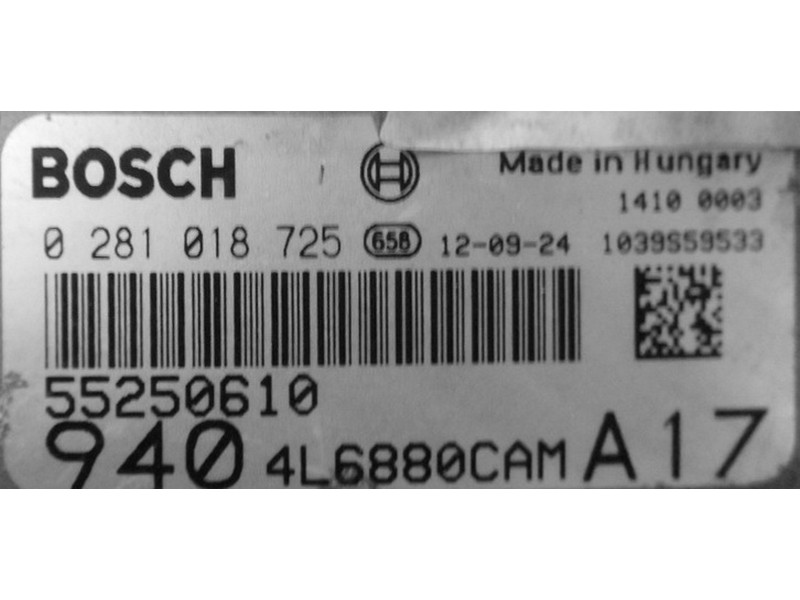 BOSCH Made in Hungary
1410 0003
0 281 018 725 658 12-09-24 1039S59533
55250610
940 4L6880CAM A17